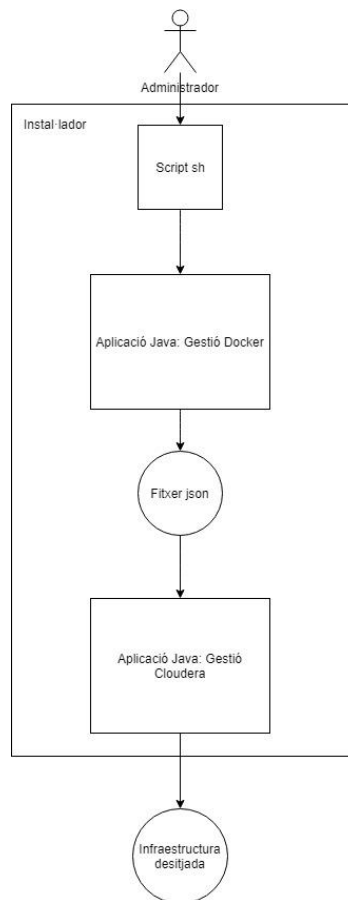 Administrador
Instal·lador
Script sh
Aplicació Java: Gestió Docker
Fitxer json
Aplicació Java: Gestió
Cloudera
Infraestructura
desitjada